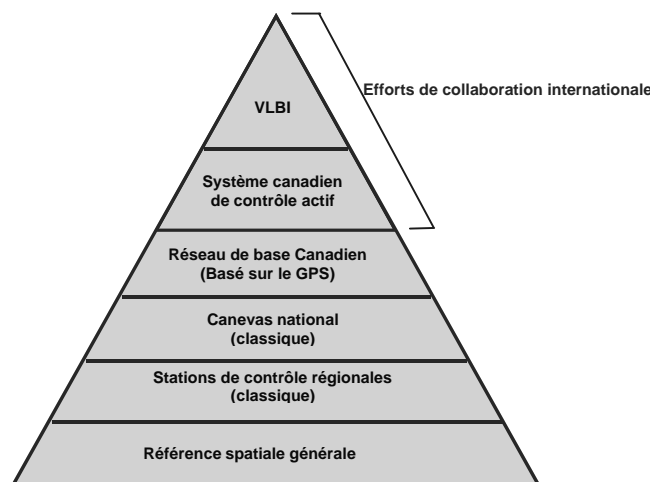 Efforts de collaboration internationale
VLBI
Système canadien
de contrôle actif
Réseau de base Canadien
(Basé sur le GPS)
Canevas national
(classique)
Stations de contrôle régionales
(classique)
Référence spatiale générale